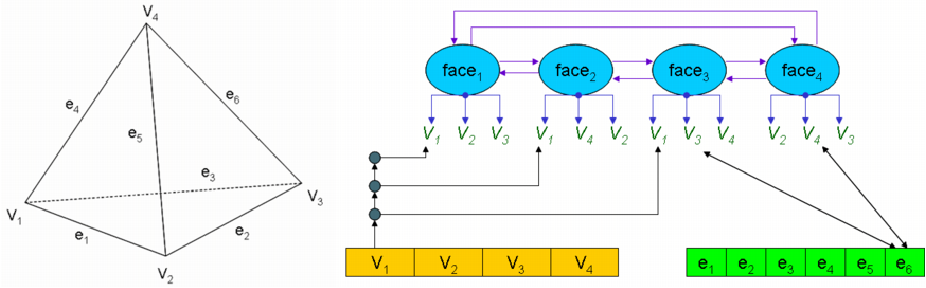 V4
e4
e6
e5
e3
V1
V3
e1
e2
V2
face1 face2 face3 face4
V1 V2 V3 V1 V4 V2 V1 V3 V4 V2 V4 V3
V1 V2 V3 V4
e1 e2 e3 e4 e5 e6